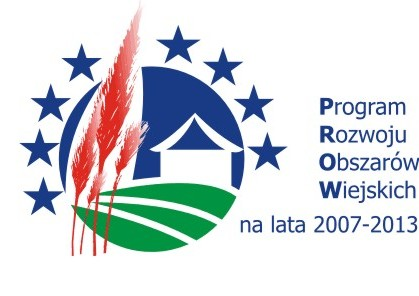 Program
Rozwoju
Obszarów
Wiejskich
na lata 2007-2013